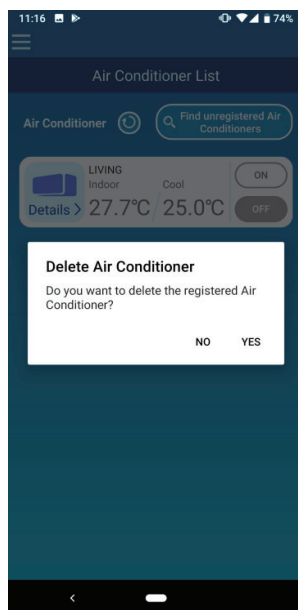 11:16 74%
Air Conditioner List
Air Conditioner
Find unregistered Air
Conditioners
LIVING
Indoor Cool
ON
Details > 27.7°C 25.0°C
OFF
Delete Air Conditioner
Do you want to delete the registered Air
Conditioner?
NO YES